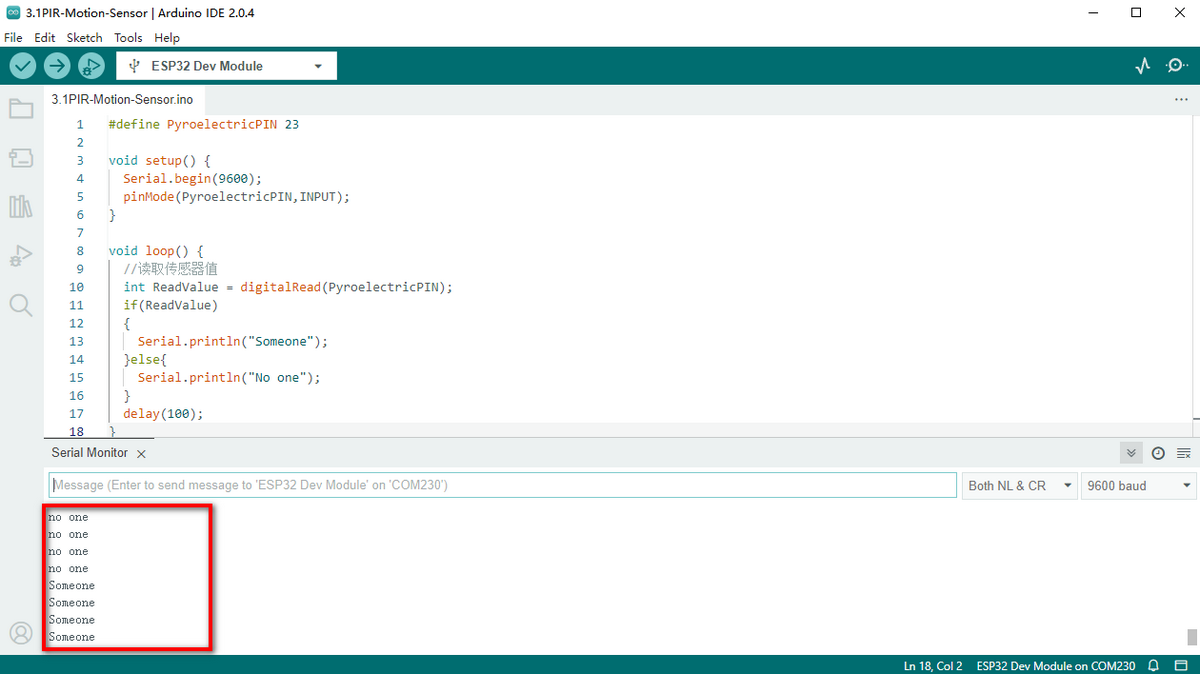 3.1PIR-Motion-Sensor | Arduino IDE 2.0.4
File Edit Sketch Tools Help
ESP32 Dev Module
3.1PIR-Motion-Sensor.ino
1 #define PyroelectricPIN 23
2
3 void setup() {
4 Serial.begin(9600);
5 pinMode(PyroelectricPIN,INPUT);
6 }
7
8 void loop() {
9 //读取传感器值
10 int ReadValue = digitalRead(PyroelectricPIN);
11 if(ReadValue)
12 {
13 Serial.println("Someone");
14 }else{
15 Serial.println("No one");
16 }
17 delay(100);
18 }
Serial Monitor
Message (Enter to send message to 'ESP32 Dev Module' on 'COM230')
Both NL & CR
9600 baud
no one
no one
no one
no one
Someone
Someone
Someone
Someone
Ln 18, Col 2 ESP32 Dev Module on COM230